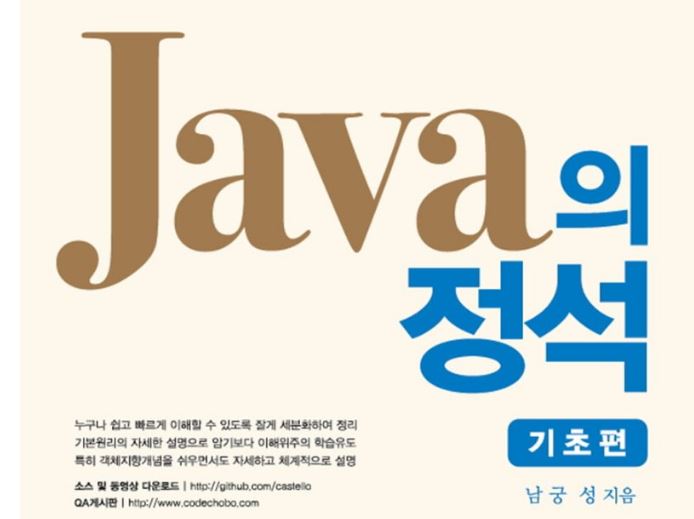 Java의
정석
기초편
남궁 성 지음
누구나 쉽고 빠르게 이해할 수 있도록 잘게 세분화하여 정리
기본원리의 자세한 설명으로 암기보다 이해위주의 학습유도
특히 객체지향개념을 쉬우면서도 자세하고 체계적으로 설명
소스 및 동영상 다운로드 | http://github.com/castello
QA게시판 | http://www.codechobo.com